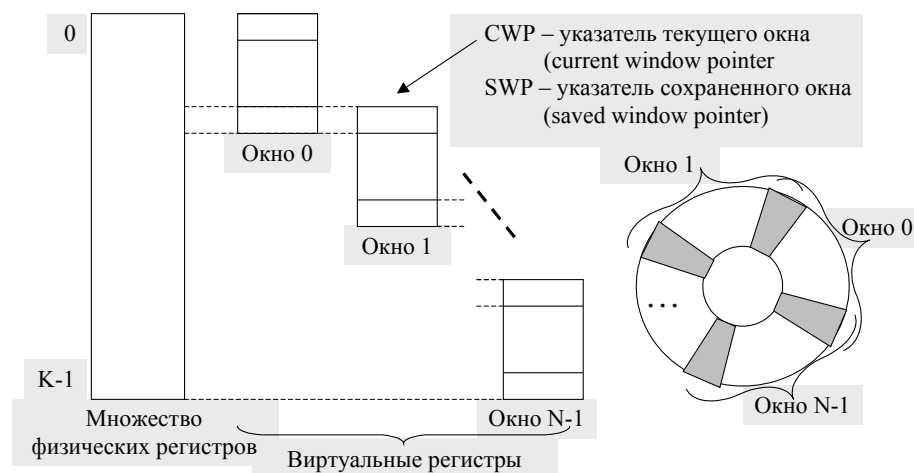 0
CWP – указатель текущего окна
(current window pointer
SWP – указатель сохраненного окна
(saved window pointer)
Окно 0
Окно 1
Окно 1
Окно 0
...
K-1
Окно N-1
Окно N-1
Множество
физических регистров
Виртуальные регистры